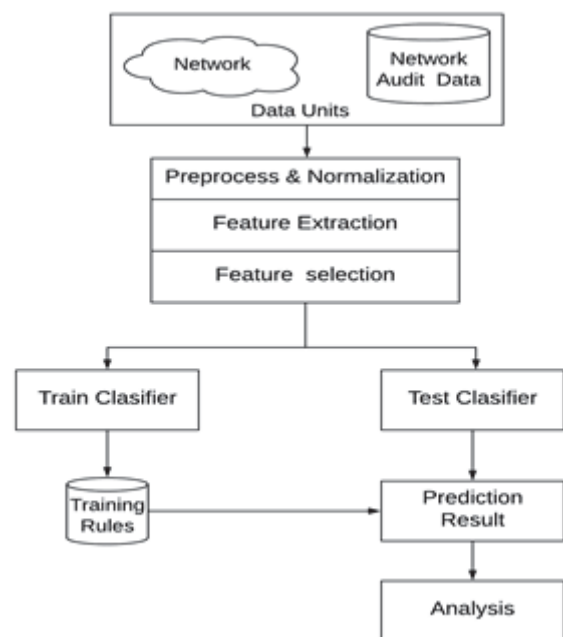 Network
Network
Audit Data
Data Units
Preprocess & Normalization
Feature Extraction
Feature selection
Train Clasifier
Test Clasifier
Training
Rules
Prediction
Result
Analysis